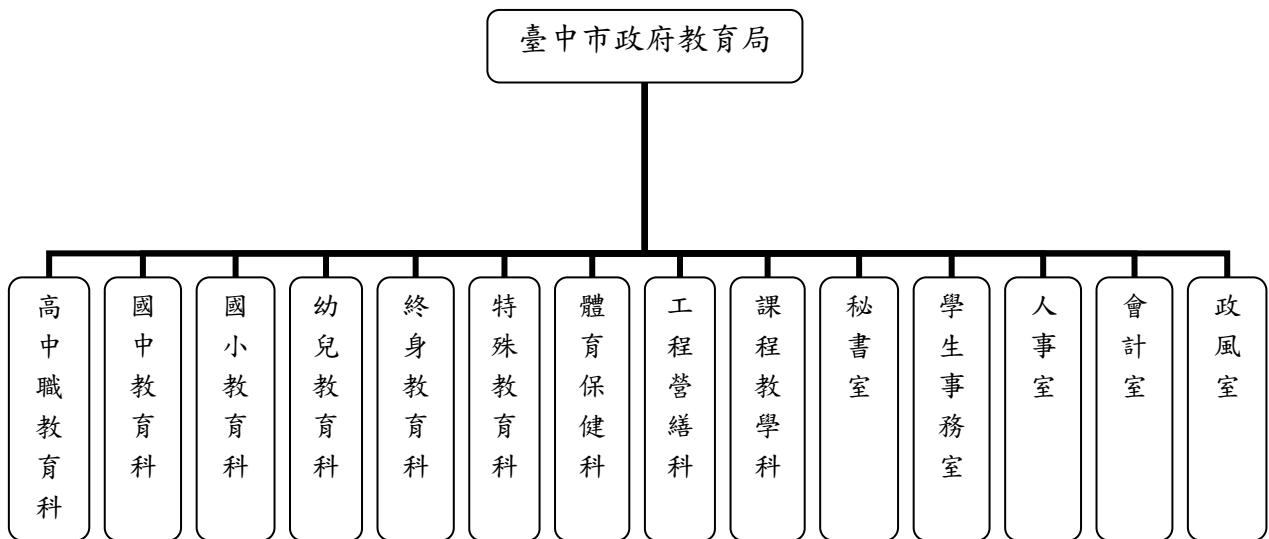 臺中市政府教育局
高中職教育科
國中教育科
國小教育科
幼兒教育科
終身教育科
特殊教育科
體育保健科
工程營繕科
課程教學科
秘書室
學生事務室
人事室
會計室
政風室